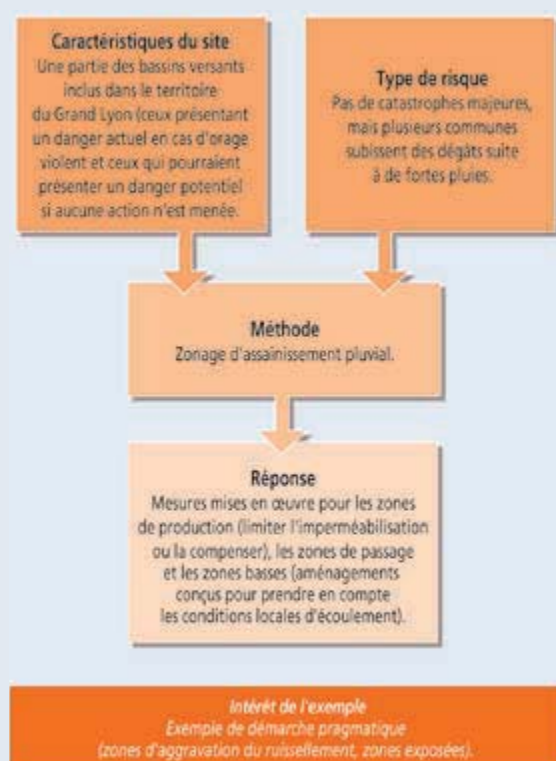 Caractéristiques du site
Une partie des bassins versants
inclus dans le territoire
du Grand Lyon (ceux présentant
un danger actuel en cas d'orage
violent et ceux qui pourraient
présenter un danger potentiel
si aucune action n'est menée.
Type de risque
Pas de catastrophes majeures,
mais plusieurs communes
subissent des dégâts suite
à de fortes pluies.
Méthode
Zonage d'assainissement pluvial.
Réponse
Mesures mises en œuvre pour les zones
de production (limiter l'imperméabilisation
ou la compenser), les zones de passage
et les zones basses (aménagements
conçus pour prendre en compte
les conditions locales d'écoulement).
Intérêt de l'exemple
Exemple de démarche pragmatique
(zones d'aggravation du ruissellement, zones exposées).